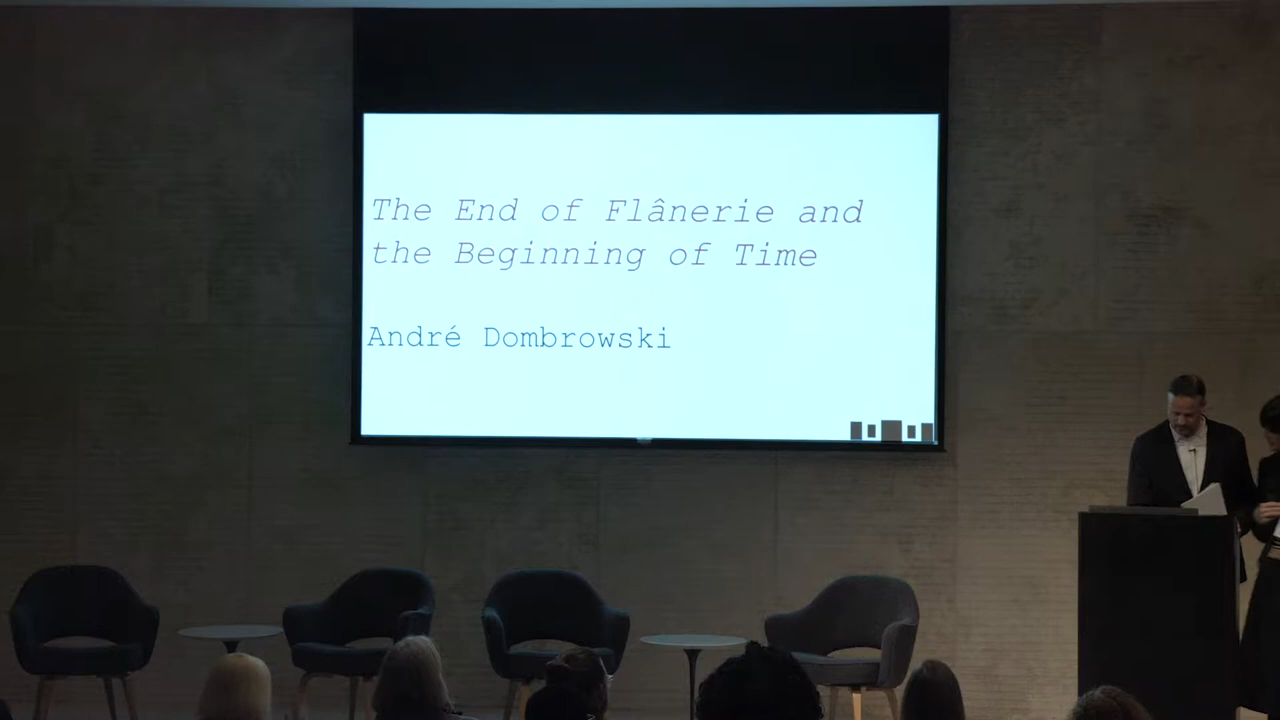 The End of Flânerie and
the Beginning of Time
André Dombrowski